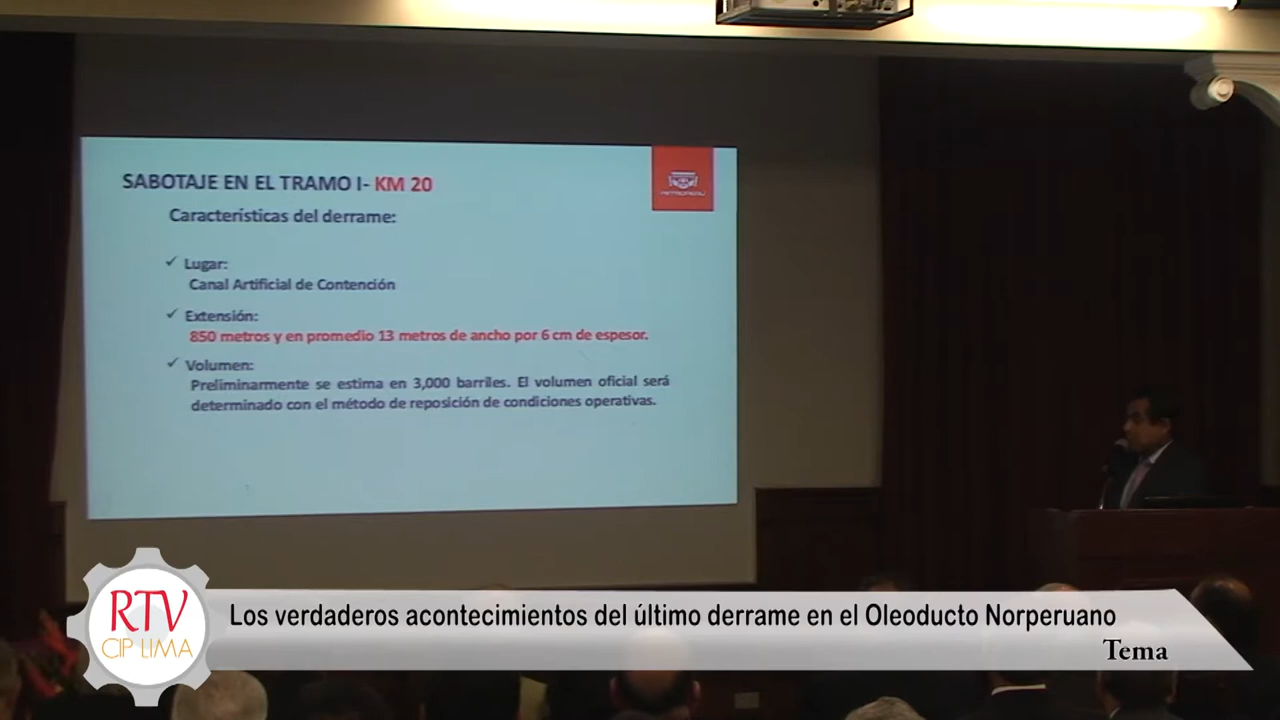 SABOTAJE EN EL TRAMO I- KM 20
PETROPERU
Características del derrame:
✓ Lugar:
Canal Artificial de Contención
✓ Extensión:
850 metros y en promedio 13 metros de ancho por 6 cm de espesor.
✓ Volumen:
Preliminarmente se estima en 3,000 barriles. El volumen oficial será
determinado con el método de reposición de condiciones operativas.
RTV
CIP LIMA
Los verdaderos acontecimientos del último derrame en el Oleoducto Norperuano
Tema